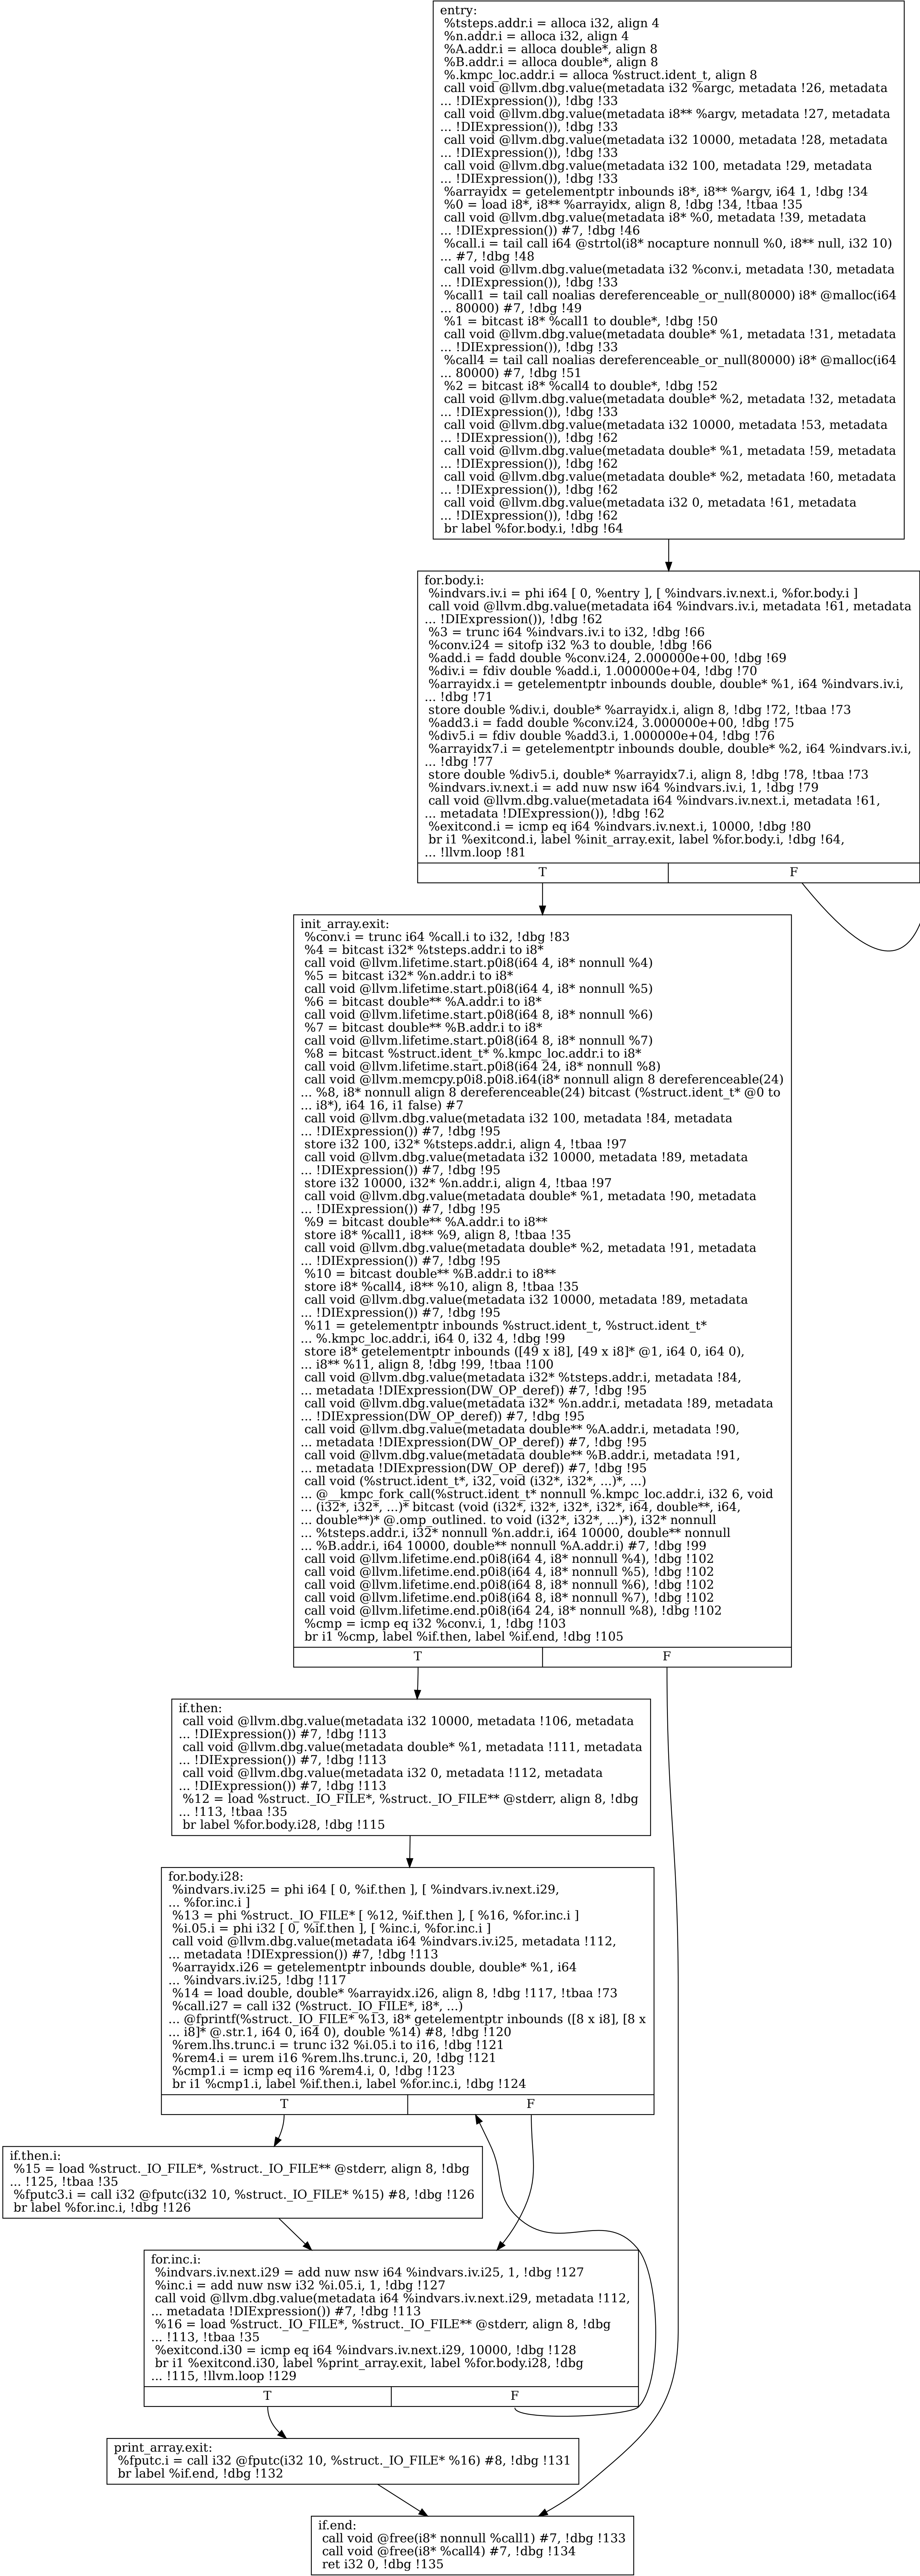 entry:
%tsteps.addr.i = alloca i32, align 4
%n.addr.i = alloca i32, align 4
%A.addr.i = alloca double*, align 8
%B.addr.i = alloca double*, align 8
%.kmpc_loc.addr.i = alloca %struct.ident_t, align 8
call void @llvm.dbg.value(metadata i32 %argc, metadata !26, metadata
... !DIExpression()), !dbg !33
call void @llvm.dbg.value(metadata i8** %argv, metadata !27, metadata
... !DIExpression()), !dbg !33
call void @llvm.dbg.value(metadata i32 10000, metadata !28, metadata
... !DIExpression()), !dbg !33
call void @llvm.dbg.value(metadata i32 100, metadata !29, metadata
... !DIExpression()), !dbg !33
%arrayidx = getelementptr inbounds i8*, i8** %argv, i64 1, !dbg !34
%0 = load i8*, i8** %arrayidx, align 8, !dbg !34, !tbaa !35
call void @llvm.dbg.value(metadata i8* %0, metadata !39, metadata
... !DIExpression()) #7, !dbg !46
%call.i = tail call i64 @strtol(i8* nocapture nonnull %0, i8** null, i32 10)
... #7, !dbg !48
call void @llvm.dbg.value(metadata i32 %conv.i, metadata !30, metadata
... !DIExpression()), !dbg !33
%call1 = tail call noalias dereferenceable_or_null(80000) i8* @malloc(i64
... 80000) #7, !dbg !49
%1 = bitcast i8* %call1 to double*, !dbg !50
call void @llvm.dbg.value(metadata double* %1, metadata !31, metadata
... !DIExpression()), !dbg !33
%call4 = tail call noalias dereferenceable_or_null(80000) i8* @malloc(i64
... 80000) #7, !dbg !51
%2 = bitcast i8* %call4 to double*, !dbg !52
call void @llvm.dbg.value(metadata double* %2, metadata !32, metadata
... !DIExpression()), !dbg !33
call void @llvm.dbg.value(metadata i32 10000, metadata !53, metadata
... !DIExpression()), !dbg !62
call void @llvm.dbg.value(metadata double* %1, metadata !59, metadata
... !DIExpression()), !dbg !62
call void @llvm.dbg.value(metadata double* %2, metadata !60, metadata
... !DIExpression()), !dbg !62
call void @llvm.dbg.value(metadata i32 0, metadata !61, metadata
... !DIExpression()), !dbg !62
br label %for.body.i, !dbg !64
for.body.i:
%indvars.iv.i = phi i64 [ 0, %entry ], [ %indvars.iv.next.i, %for.body.i ]
call void @llvm.dbg.value(metadata i64 %indvars.iv.i, metadata !61, metadata
... !DIExpression()), !dbg !62
%3 = trunc i64 %indvars.iv.i to i32, !dbg !66
%conv.i24 = sitofp i32 %3 to double, !dbg !66
%add.i = fadd double %conv.i24, 2.000000e+00, !dbg !69
%div.i = fdiv double %add.i, 1.000000e+04, !dbg !70
%arrayidx.i = getelementptr inbounds double, double* %1, i64 %indvars.iv.i,
... !dbg !71
store double %div.i, double* %arrayidx.i, align 8, !dbg !72, !tbaa !73
%add3.i = fadd double %conv.i24, 3.000000e+00, !dbg !75
%div5.i = fdiv double %add3.i, 1.000000e+04, !dbg !76
%arrayidx7.i = getelementptr inbounds double, double* %2, i64 %indvars.iv.i,
... !dbg !77
store double %div5.i, double* %arrayidx7.i, align 8, !dbg !78, !tbaa !73
%indvars.iv.next.i = add nuw nsw i64 %indvars.iv.i, 1, !dbg !79
call void @llvm.dbg.value(metadata i64 %indvars.iv.next.i, metadata !61,
... metadata !DIExpression()), !dbg !62
%exitcond.i = icmp eq i64 %indvars.iv.next.i, 10000, !dbg !80
br i1 %exitcond.i, label %init_array.exit, label %for.body.i, !dbg !64,
... !llvm.loop !81
T F
init_array.exit:
%conv.i = trunc i64 %call.i to i32, !dbg !83
%4 = bitcast i32* %tsteps.addr.i to i8*
call void @llvm.lifetime.start.p0i8(i64 4, i8* nonnull %4)
%5 = bitcast i32* %n.addr.i to i8*
call void @llvm.lifetime.start.p0i8(i64 4, i8* nonnull %5)
%6 = bitcast double** %A.addr.i to i8*
call void @llvm.lifetime.start.p0i8(i64 8, i8* nonnull %6)
%7 = bitcast double** %B.addr.i to i8*
call void @llvm.lifetime.start.p0i8(i64 8, i8* nonnull %7)
%8 = bitcast %struct.ident_t* %.kmpc_loc.addr.i to i8*
call void @llvm.lifetime.start.p0i8(i64 24, i8* nonnull %8)
call void @llvm.memcpy.p0i8.p0i8.i64(i8* nonnull align 8 dereferenceable(24)
... %8, i8* nonnull align 8 dereferenceable(24) bitcast (%struct.ident_t* @0 to
... i8*), i64 16, i1 false) #7
call void @llvm.dbg.value(metadata i32 100, metadata !84, metadata
... !DIExpression()) #7, !dbg !95
store i32 100, i32* %tsteps.addr.i, align 4, !tbaa !97
call void @llvm.dbg.value(metadata i32 10000, metadata !89, metadata
... !DIExpression()) #7, !dbg !95
store i32 10000, i32* %n.addr.i, align 4, !tbaa !97
call void @llvm.dbg.value(metadata double* %1, metadata !90, metadata
... !DIExpression()) #7, !dbg !95
%9 = bitcast double** %A.addr.i to i8**
store i8* %call1, i8** %9, align 8, !tbaa !35
call void @llvm.dbg.value(metadata double* %2, metadata !91, metadata
... !DIExpression()) #7, !dbg !95
%10 = bitcast double** %B.addr.i to i8**
store i8* %call4, i8** %10, align 8, !tbaa !35
call void @llvm.dbg.value(metadata i32 10000, metadata !89, metadata
... !DIExpression()) #7, !dbg !95
%11 = getelementptr inbounds %struct.ident_t, %struct.ident_t*
... %.kmpc_loc.addr.i, i64 0, i32 4, !dbg !99
store i8* getelementptr inbounds ([49 x i8], [49 x i8]* @1, i64 0, i64 0),
... i8** %11, align 8, !dbg !99, !tbaa !100
call void @llvm.dbg.value(metadata i32* %tsteps.addr.i, metadata !84,
... metadata !DIExpression(DW_OP_deref)) #7, !dbg !95
call void @llvm.dbg.value(metadata i32* %n.addr.i, metadata !89, metadata
... !DIExpression(DW_OP_deref)) #7, !dbg !95
call void @llvm.dbg.value(metadata double** %A.addr.i, metadata !90,
... metadata !DIExpression(DW_OP_deref)) #7, !dbg !95
call void @llvm.dbg.value(metadata double** %B.addr.i, metadata !91,
... metadata !DIExpression(DW_OP_deref)) #7, !dbg !95
call void (%struct.ident_t*, i32, void (i32*, i32*, ...)*, ...)
... @__kmpc_fork_call(%struct.ident_t* nonnull %.kmpc_loc.addr.i, i32 6, void
... (i32*, i32*, ...)* bitcast (void (i32*, i32*, i32*, i32*, i64, double**, i64,
... double**)* @.omp_outlined. to void (i32*, i32*, ...)*), i32* nonnull
... %tsteps.addr.i, i32* nonnull %n.addr.i, i64 10000, double** nonnull
... %B.addr.i, i64 10000, double** nonnull %A.addr.i) #7, !dbg !99
call void @llvm.lifetime.end.p0i8(i64 4, i8* nonnull %4), !dbg !102
call void @llvm.lifetime.end.p0i8(i64 4, i8* nonnull %5), !dbg !102
call void @llvm.lifetime.end.p0i8(i64 8, i8* nonnull %6), !dbg !102
call void @llvm.lifetime.end.p0i8(i64 8, i8* nonnull %7), !dbg !102
call void @llvm.lifetime.end.p0i8(i64 24, i8* nonnull %8), !dbg !102
%cmp = icmp eq i32 %conv.i, 1, !dbg !103
br i1 %cmp, label %if.then, label %if.end, !dbg !105
T F
if.then:
call void @llvm.dbg.value(metadata i32 10000, metadata !106, metadata
... !DIExpression()) #7, !dbg !113
call void @llvm.dbg.value(metadata double* %1, metadata !111, metadata
... !DIExpression()) #7, !dbg !113
call void @llvm.dbg.value(metadata i32 0, metadata !112, metadata
... !DIExpression()) #7, !dbg !113
%12 = load %struct._IO_FILE*, %struct._IO_FILE** @stderr, align 8, !dbg
... !113, !tbaa !35
br label %for.body.i28, !dbg !115
for.body.i28:
%indvars.iv.i25 = phi i64 [ 0, %if.then ], [ %indvars.iv.next.i29,
... %for.inc.i ]
%13 = phi %struct._IO_FILE* [ %12, %if.then ], [ %16, %for.inc.i ]
%i.05.i = phi i32 [ 0, %if.then ], [ %inc.i, %for.inc.i ]
call void @llvm.dbg.value(metadata i64 %indvars.iv.i25, metadata !112,
... metadata !DIExpression()) #7, !dbg !113
%arrayidx.i26 = getelementptr inbounds double, double* %1, i64
... %indvars.iv.i25, !dbg !117
%14 = load double, double* %arrayidx.i26, align 8, !dbg !117, !tbaa !73
%call.i27 = call i32 (%struct._IO_FILE*, i8*, ...)
... @fprintf(%struct._IO_FILE* %13, i8* getelementptr inbounds ([8 x i8], [8 x
... i8]* @.str.1, i64 0, i64 0), double %14) #8, !dbg !120
%rem.lhs.trunc.i = trunc i32 %i.05.i to i16, !dbg !121
%rem4.i = urem i16 %rem.lhs.trunc.i, 20, !dbg !121
%cmp1.i = icmp eq i16 %rem4.i, 0, !dbg !123
br i1 %cmp1.i, label %if.then.i, label %for.inc.i, !dbg !124
T F
if.then.i:
%15 = load %struct._IO_FILE*, %struct._IO_FILE** @stderr, align 8, !dbg
... !125, !tbaa !35
%fputc3.i = call i32 @fputc(i32 10, %struct._IO_FILE* %15) #8, !dbg !126
br label %for.inc.i, !dbg !126
for.inc.i:
%indvars.iv.next.i29 = add nuw nsw i64 %indvars.iv.i25, 1, !dbg !127
%inc.i = add nuw nsw i32 %i.05.i, 1, !dbg !127
call void @llvm.dbg.value(metadata i64 %indvars.iv.next.i29, metadata !112,
... metadata !DIExpression()) #7, !dbg !113
%16 = load %struct._IO_FILE*, %struct._IO_FILE** @stderr, align 8, !dbg
... !113, !tbaa !35
%exitcond.i30 = icmp eq i64 %indvars.iv.next.i29, 10000, !dbg !128
br i1 %exitcond.i30, label %print_array.exit, label %for.body.i28, !dbg
... !115, !llvm.loop !129
T F
print_array.exit:
%fputc.i = call i32 @fputc(i32 10, %struct._IO_FILE* %16) #8, !dbg !131
br label %if.end, !dbg !132
if.end:
call void @free(i8* nonnull %call1) #7, !dbg !133
call void @free(i8* %call4) #7, !dbg !134
ret i32 0, !dbg !135